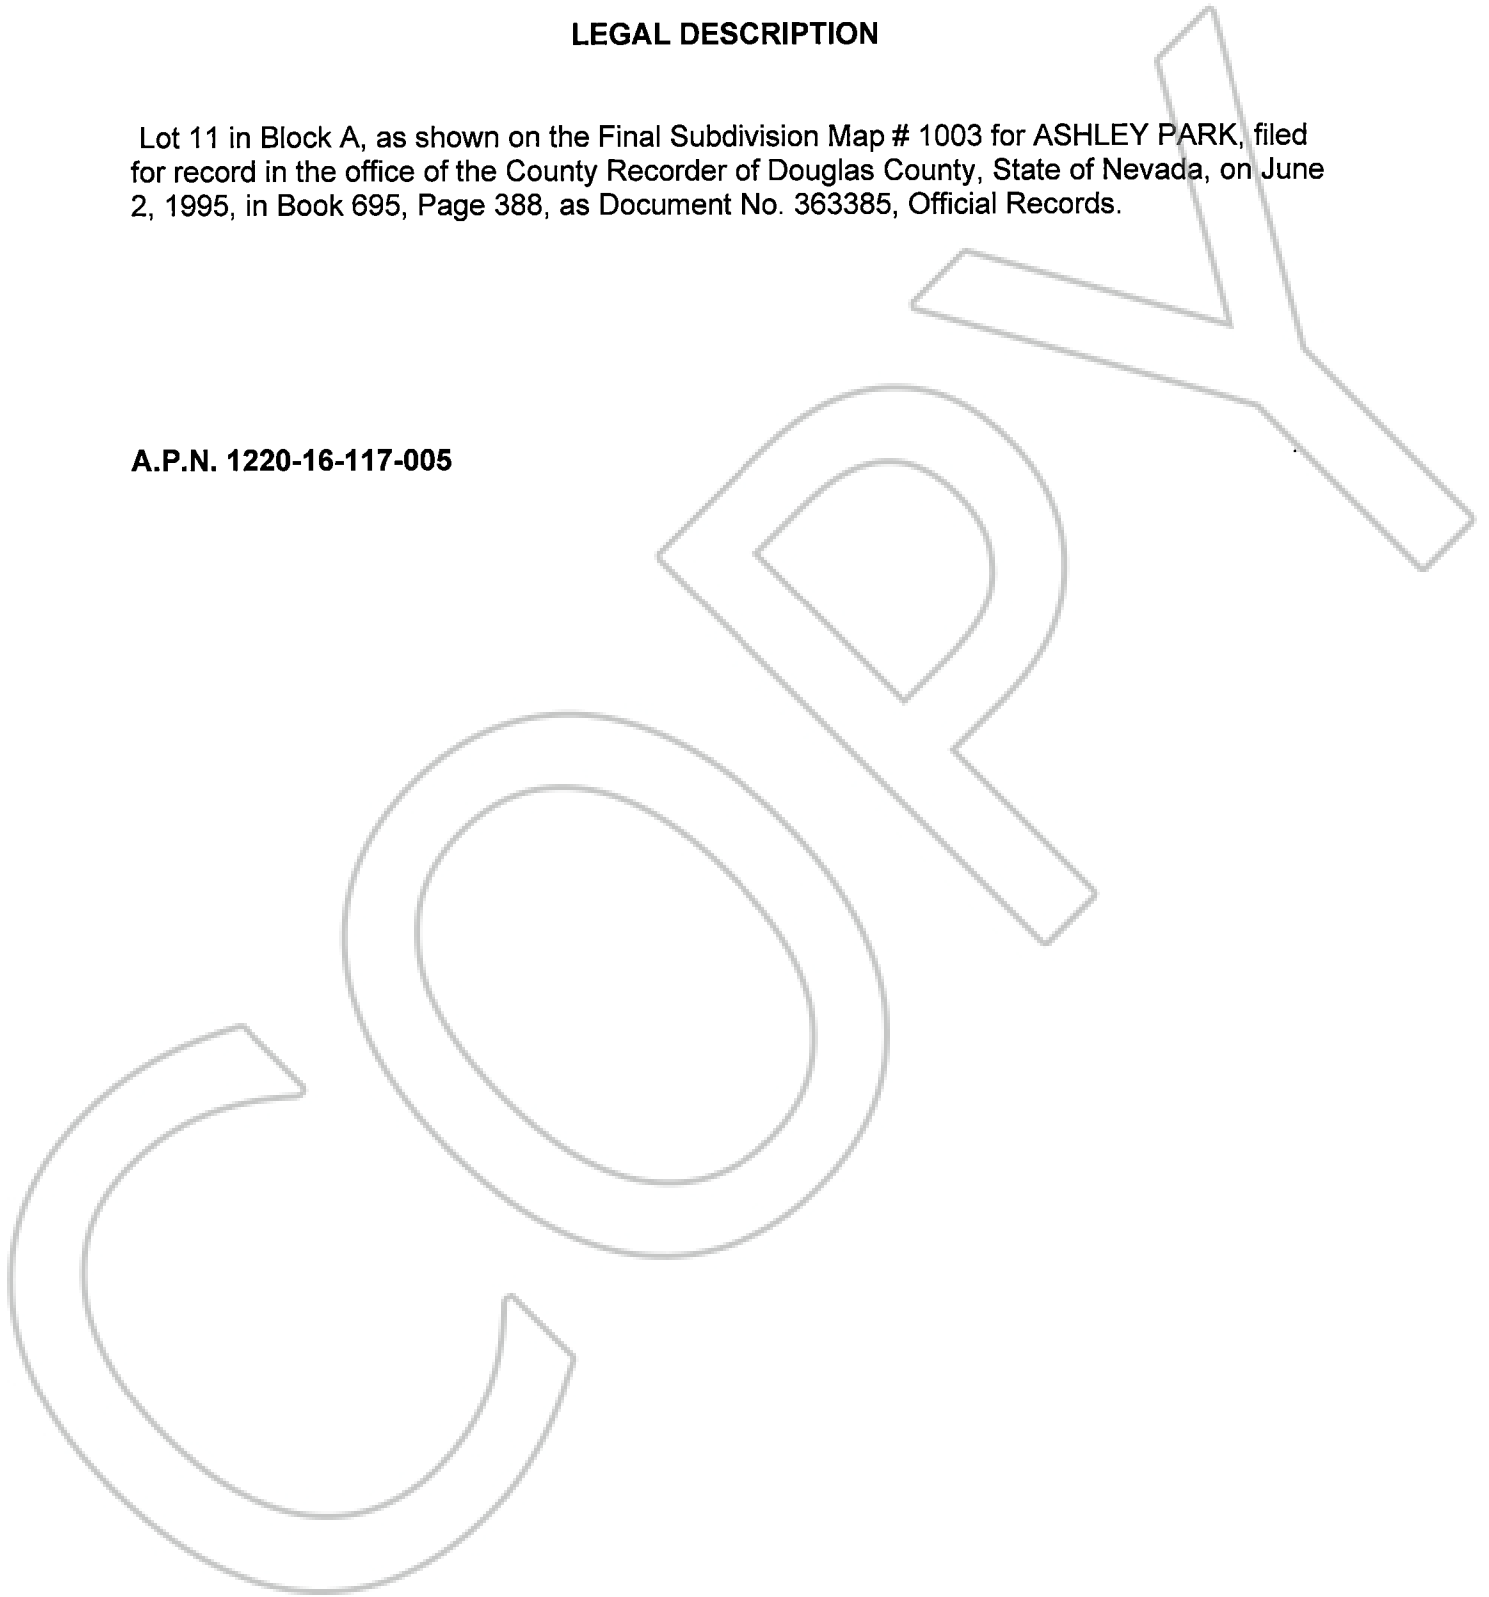 LEGAL DESCRIPTION
Lot 11 in Block A, as shown on the Final Subdivision Map # 1003 for ASHLEY PARK, filed
for record in the office of the County Recorder of Douglas County, State of Nevada, on June
2, 1995, in Book 695, Page 388, as Document No. 363385, Official Records.
A.P.N. 1220-16-117-005
COPY